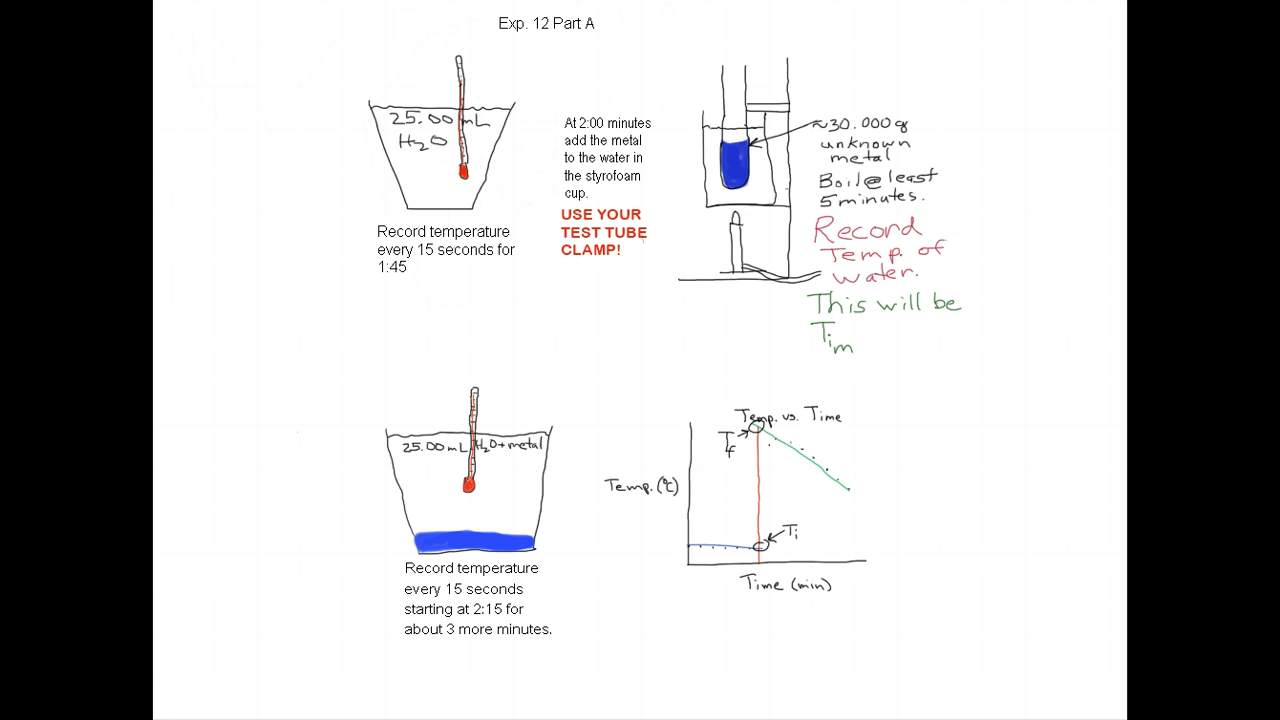 Exp. 12 Part A
25.00 mL
H₂O
Record temperature
every 15 seconds for
1:45
At 2:00 minutes
add the metal
to the water in
the styrofoam
cup.
USE YOUR
TEST TUBE
CLAMP!
≈30.000g
unknown
metal
Boil @ least
5 minutes.
Record
Temp. of
water.
This will be
Tim
25.00 mL H₂O + metal
Record temperature
every 15 seconds
starting at 2:15 for
about 3 more minutes.
Temp. vs. Time
Tf
Temp. (°C)
Ti
Time (min)